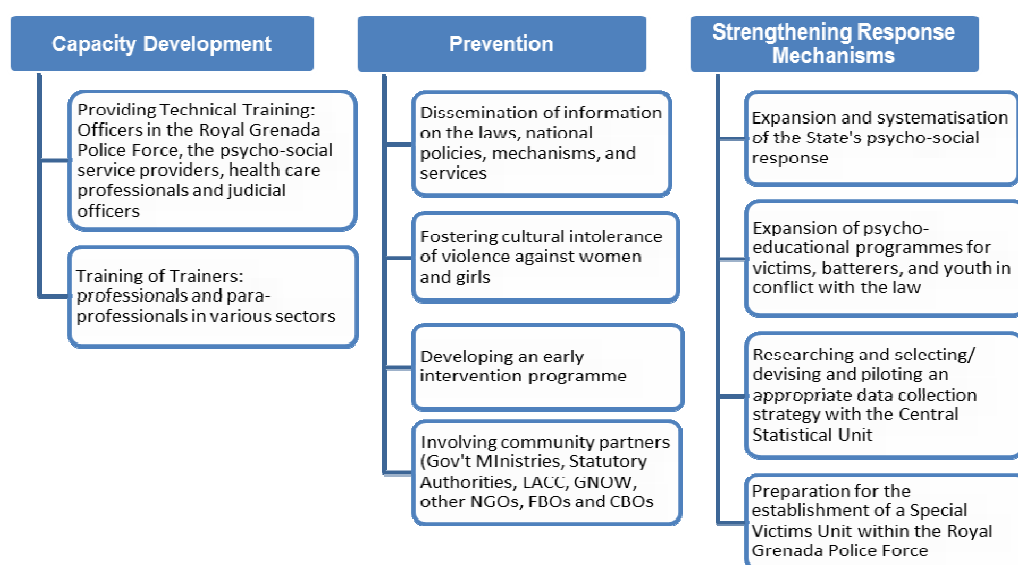 Capacity Development
Providing Technical Training:
Officers in the Royal Grenada
Police Force, the psycho-social
service providers, health care
professionals and judicial
officers
Training of Trainers:
professionals and para-
professionals in various sectors
Prevention
Dissemination of information
on the laws, national
policies, mechanisms, and
services
Fostering cultural intolerance
of violence against women
and girls
Developing an early
intervention programme
Involving community partners
(Gov't MInistries, Statutory
Authorities, LACC, GNOW,
other NGOs, FBOs and CBOs
Strengthening Response
Mechanisms
Expansion and systematisation
of the State's psycho-social
response
Expansion of psycho-
educational programmes for
victims, batterers, and youth in
conflict with the law
Researching and selecting/
devising and piloting an
appropriate data collection
strategy with the Central
Statistical Unit
Preparation for the
establishment of a Special
Victims Unit within the Royal
Grenada Police Force